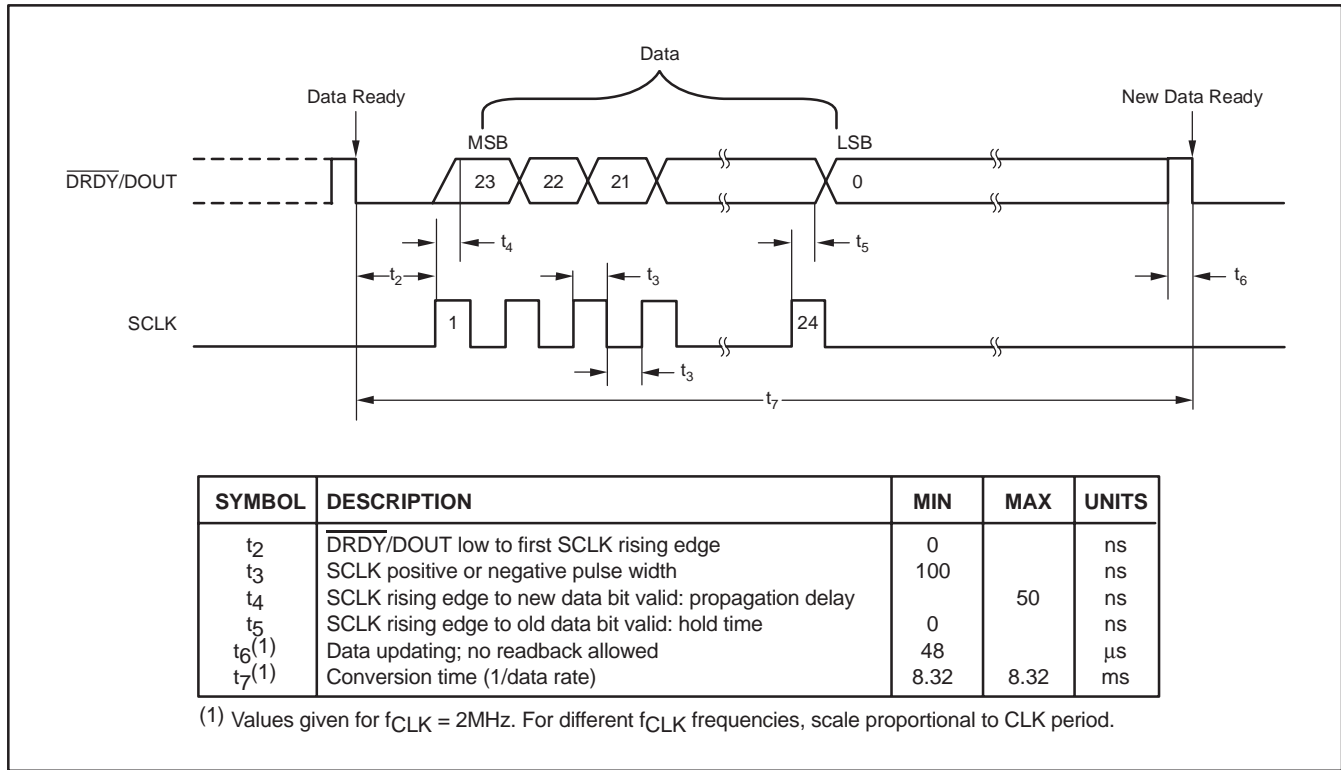 Data
Data Ready
New Data Ready
MSB
LSB
DRDY/DOUT
23
22
21
0
t4
t5
t2
t3
t6
SCLK
1
24
t3
t7
SYMBOL DESCRIPTION MIN MAX UNITS
t2 DRDY/DOUT low to first SCLK rising edge 0 ns
t3 SCLK positive or negative pulse width 100 ns
t4 SCLK rising edge to new data bit valid: propagation delay 50 ns
t5 SCLK rising edge to old data bit valid: hold time 0 ns
t6(1) Data updating; no readback allowed 48 μs
t7(1) Conversion time (1/data rate) 8.32 8.32 ms
(1) Values given for fCLK = 2MHz. For different fCLK frequencies, scale proportional to CLK period.